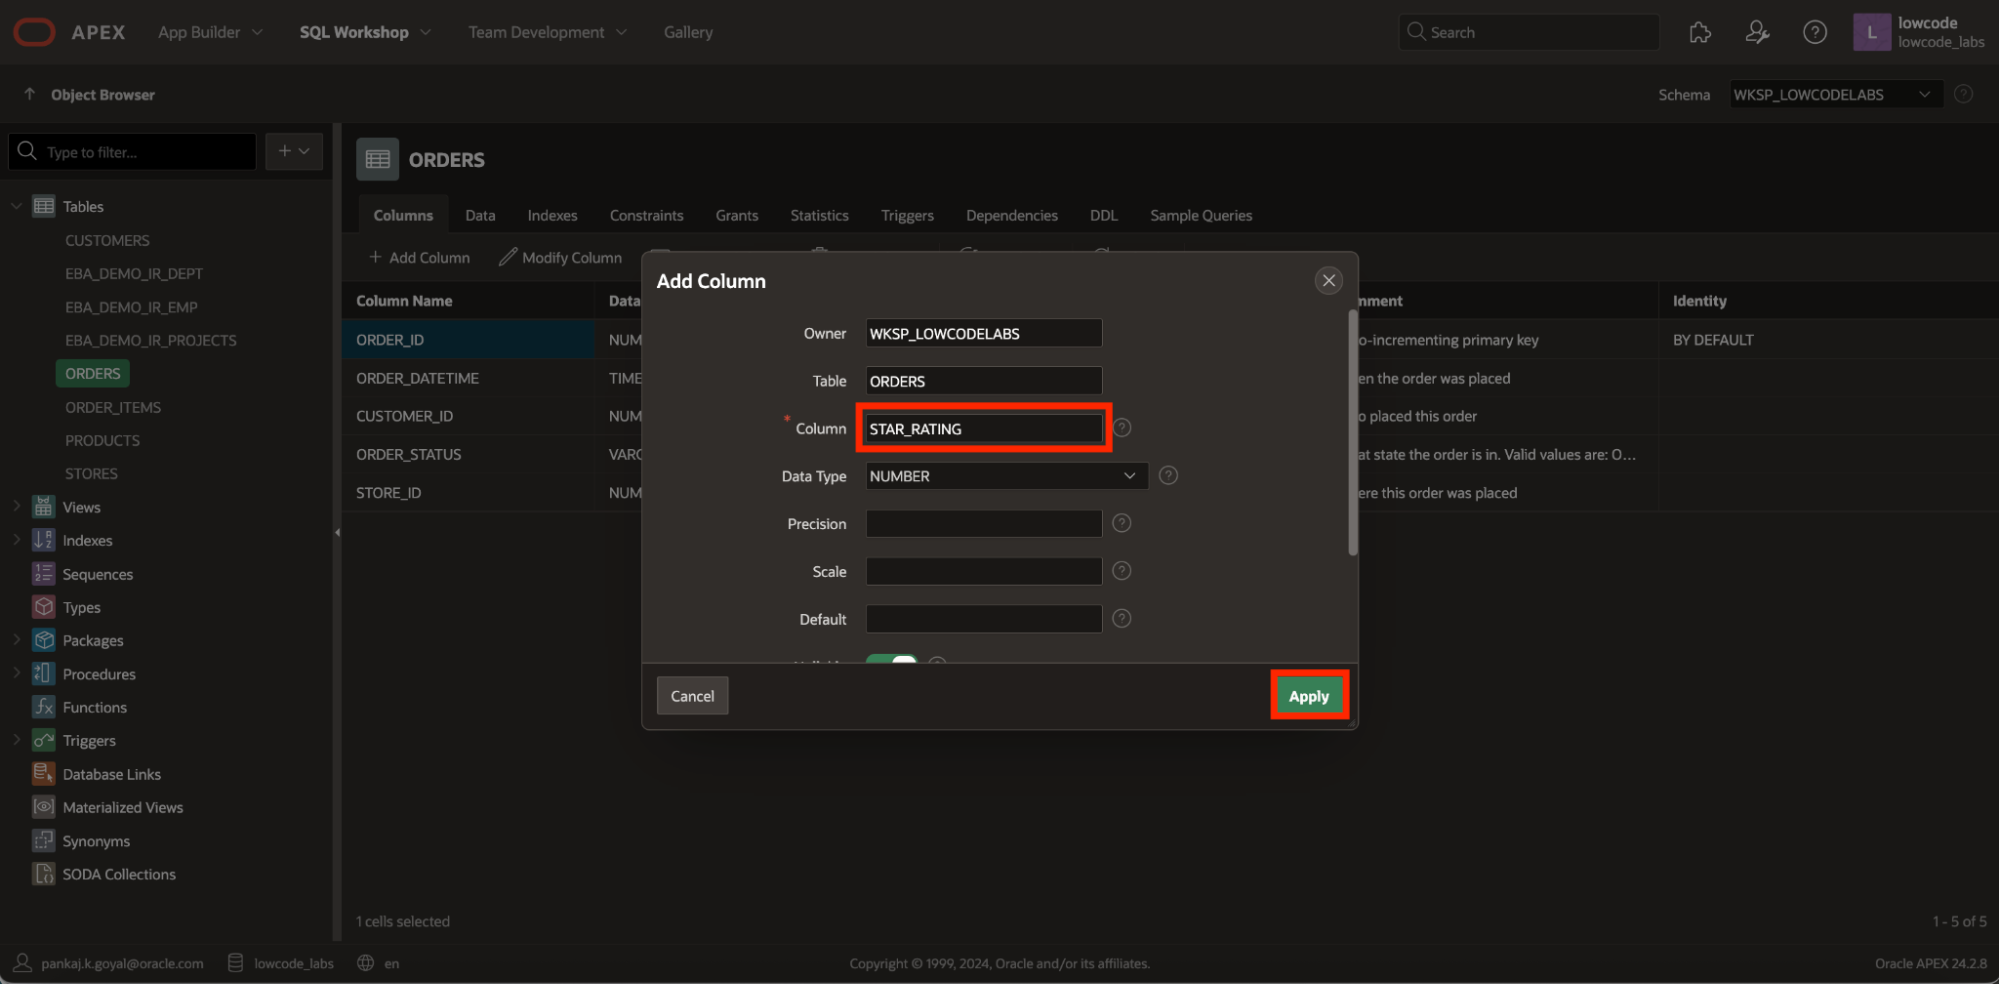 APEX App Builder SQL Workshop Team Development Gallery Search L lowcode lowcode_labs
Object Browser Schema WKSP_LOWCODELABS
Type to filter...
ORDERS
Tables
CUSTOMERS
EBA_DEMO_IR_DEPT
EBA_DEMO_IR_EMP
EBA_DEMO_IR_PROJECTS
ORDERS
ORDER_ITEMS
PRODUCTS
STORES
Views
Indexes
Sequences
Types
Packages
Procedures
Functions
Triggers
Database Links
Materialized Views
Synonyms
SODA Collections
Columns Data Indexes Constraints Grants Statistics Triggers Dependencies DDL Sample Queries
Add Column Modify Column
Column Name Data nment Identity
ORDER_ID NUM o-incrementing primary key BY DEFAULT
ORDER_DATETIME TIME en the order was placed
CUSTOMER_ID NUM o placed this order
ORDER_STATUS VARC at state the order is in. Valid values are: O...
STORE_ID NUM ere this order was placed
Add Column
Owner WKSP_LOWCODELABS
Table ORDERS
* Column STAR_RATING
Data Type NUMBER
Precision
Scale
Default
Cancel Apply
1 cells selected 1 - 5 of 5
pankaj.k.goyal@oracle.com lowcode_labs en Copyright © 1999, 2024, Oracle and/or its affiliates. Oracle APEX 24.2.8